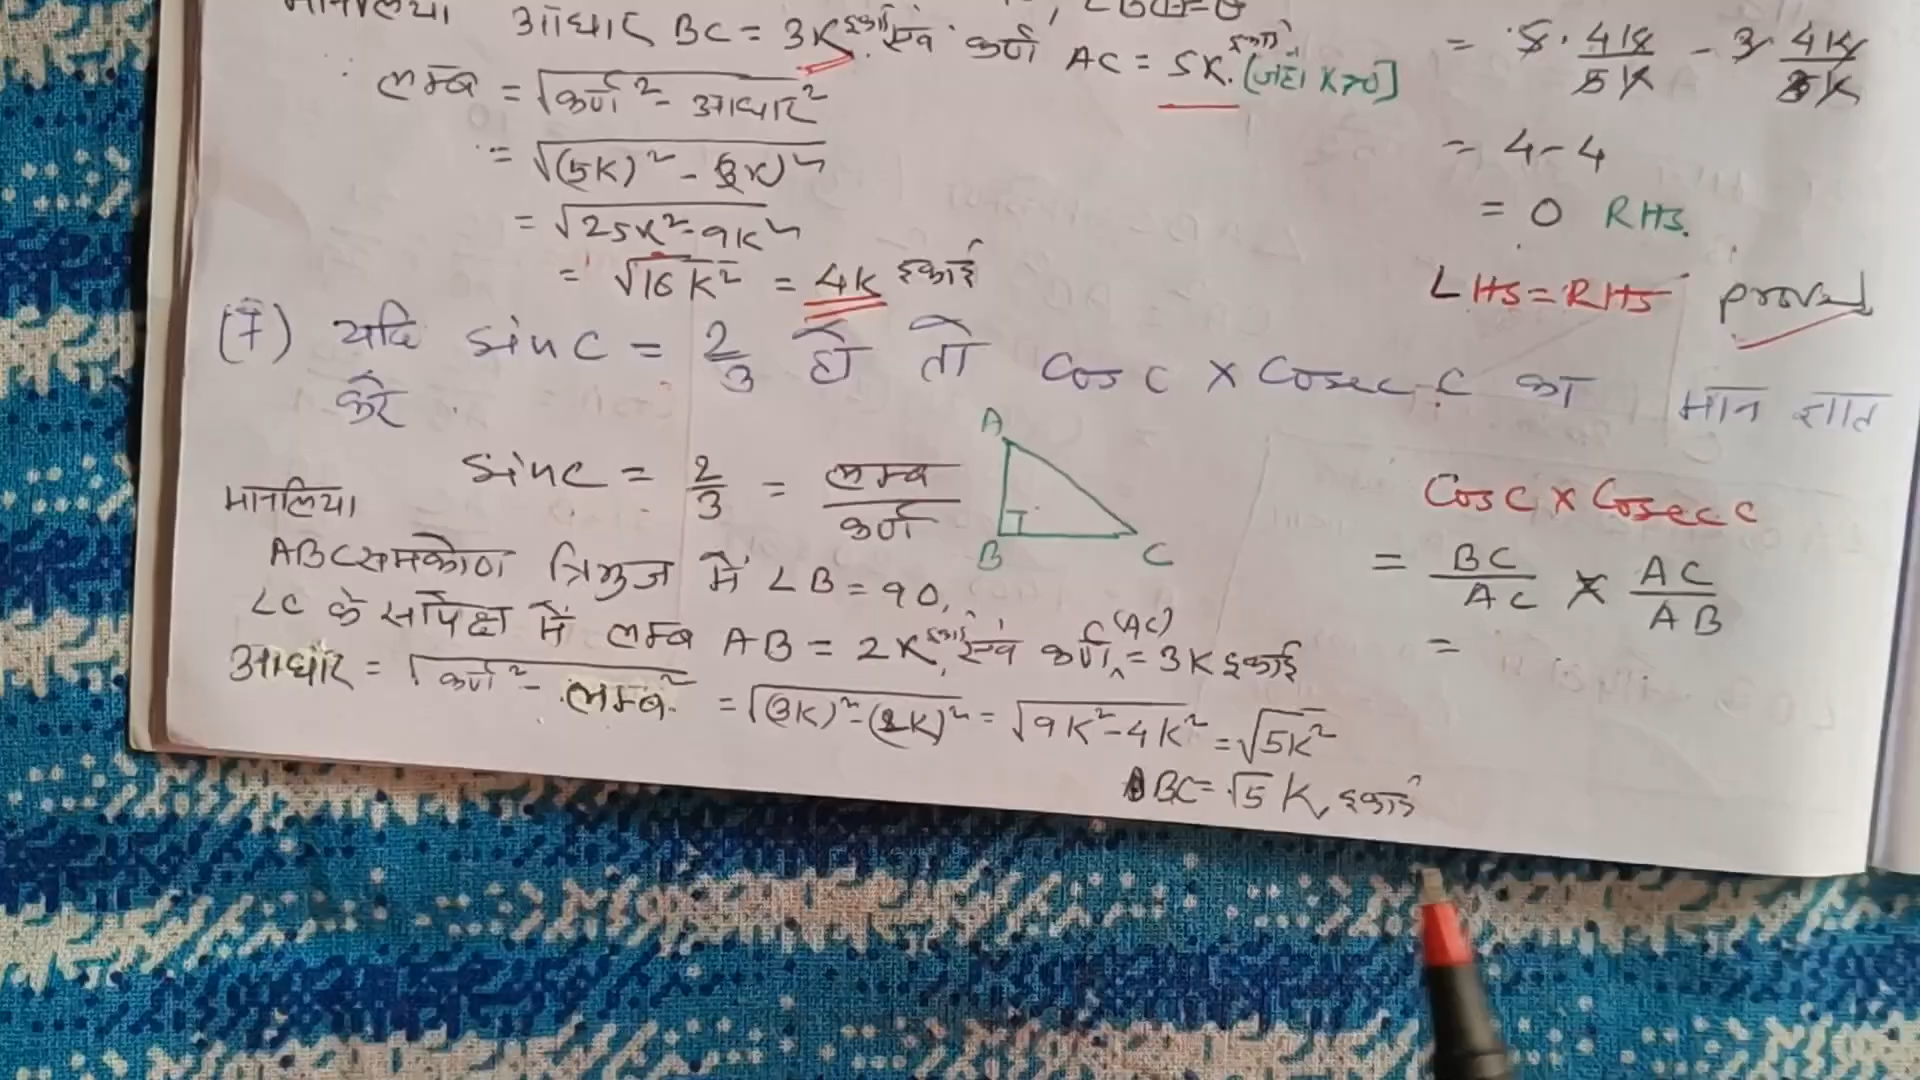 मानलिया आधार BC = 3K इकाई एवं कर्ण AC = 5K इकाई (जहाँ K>0]
लम्ब = √कर्ण² - आधार²
= √(5K)² - (3K)²
= √25K² - 9K²
= √16K² = 4K इकाई
= 5. 4K/5K - 3 4K/3K
= 4-4
= 0 RHS.
LHS = RHS proved
(7) यदि sinC = 2/3 हो तो Cos C × Cosec C का मान ज्ञात
करें
sinC = 2/3 = लम्ब/कर्ण
A
B
C
मानलिया
ABC समकोण त्रिभुज में ∠B = 90,
∠C के सापेक्ष में लम्ब AB = 2K इकाई एवं कर्ण (AC) = 3K इकाई
आधार = √कर्ण² - लम्ब² = √(3K)² - (2K)² = √9K² - 4K² = √5K²
BC = √5 K इकाई
Cos C × Cosec C
= BC/AC × AC/AB
=